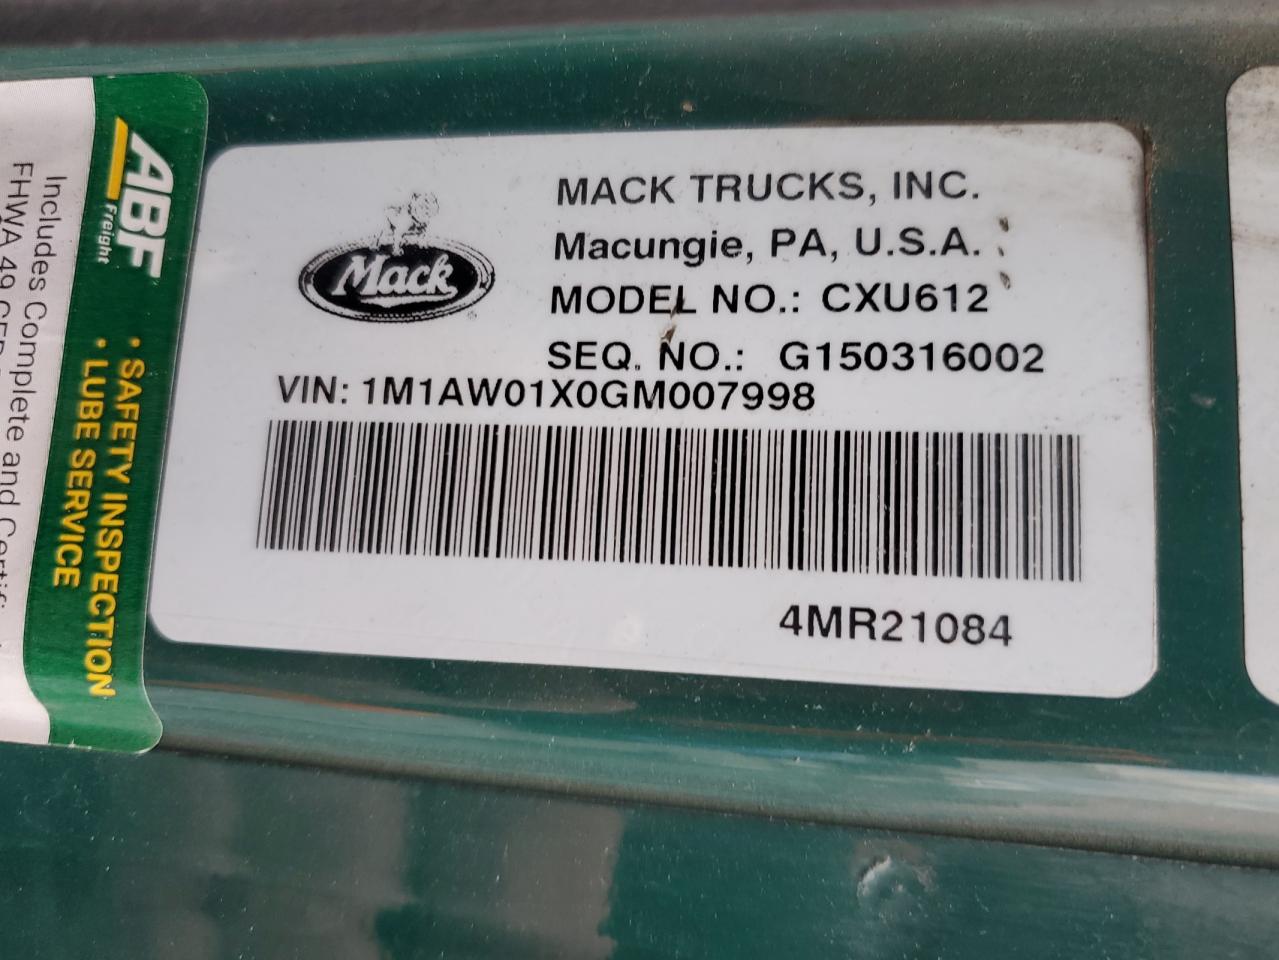 ABF
Freight
• SAFETY INSPECTION
• LUBE SERVICE
Includes Complete and
FHWA 49
Mack
MACK TRUCKS, INC.
Macungie, PA, U.S.A.
MODEL NO.: CXU612
SEQ. NO.: G150316002
VIN: 1M1AW01X0GM007998
4MR21084